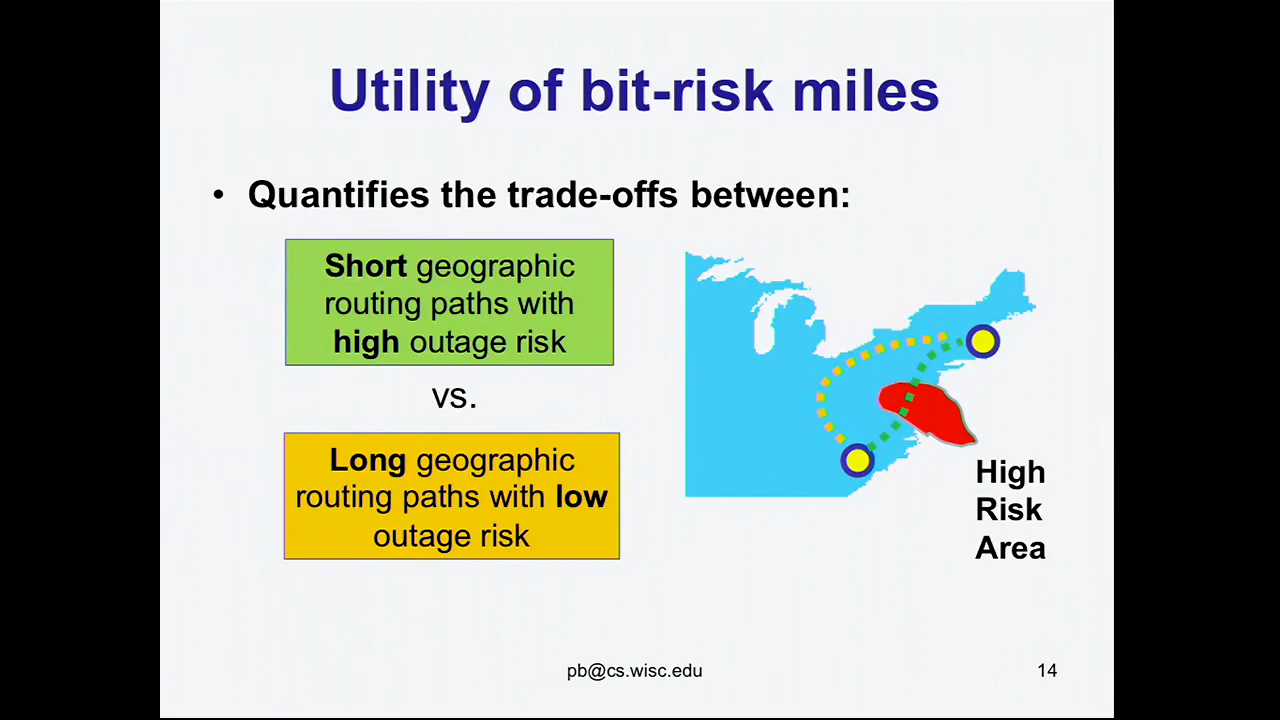 Utility of bit-risk miles
• Quantifies the trade-offs between:
Short geographic
routing paths with
high outage risk
vs.
Long geographic
routing paths with low
outage risk
High
Risk
Area
pb@cs.wisc.edu
14